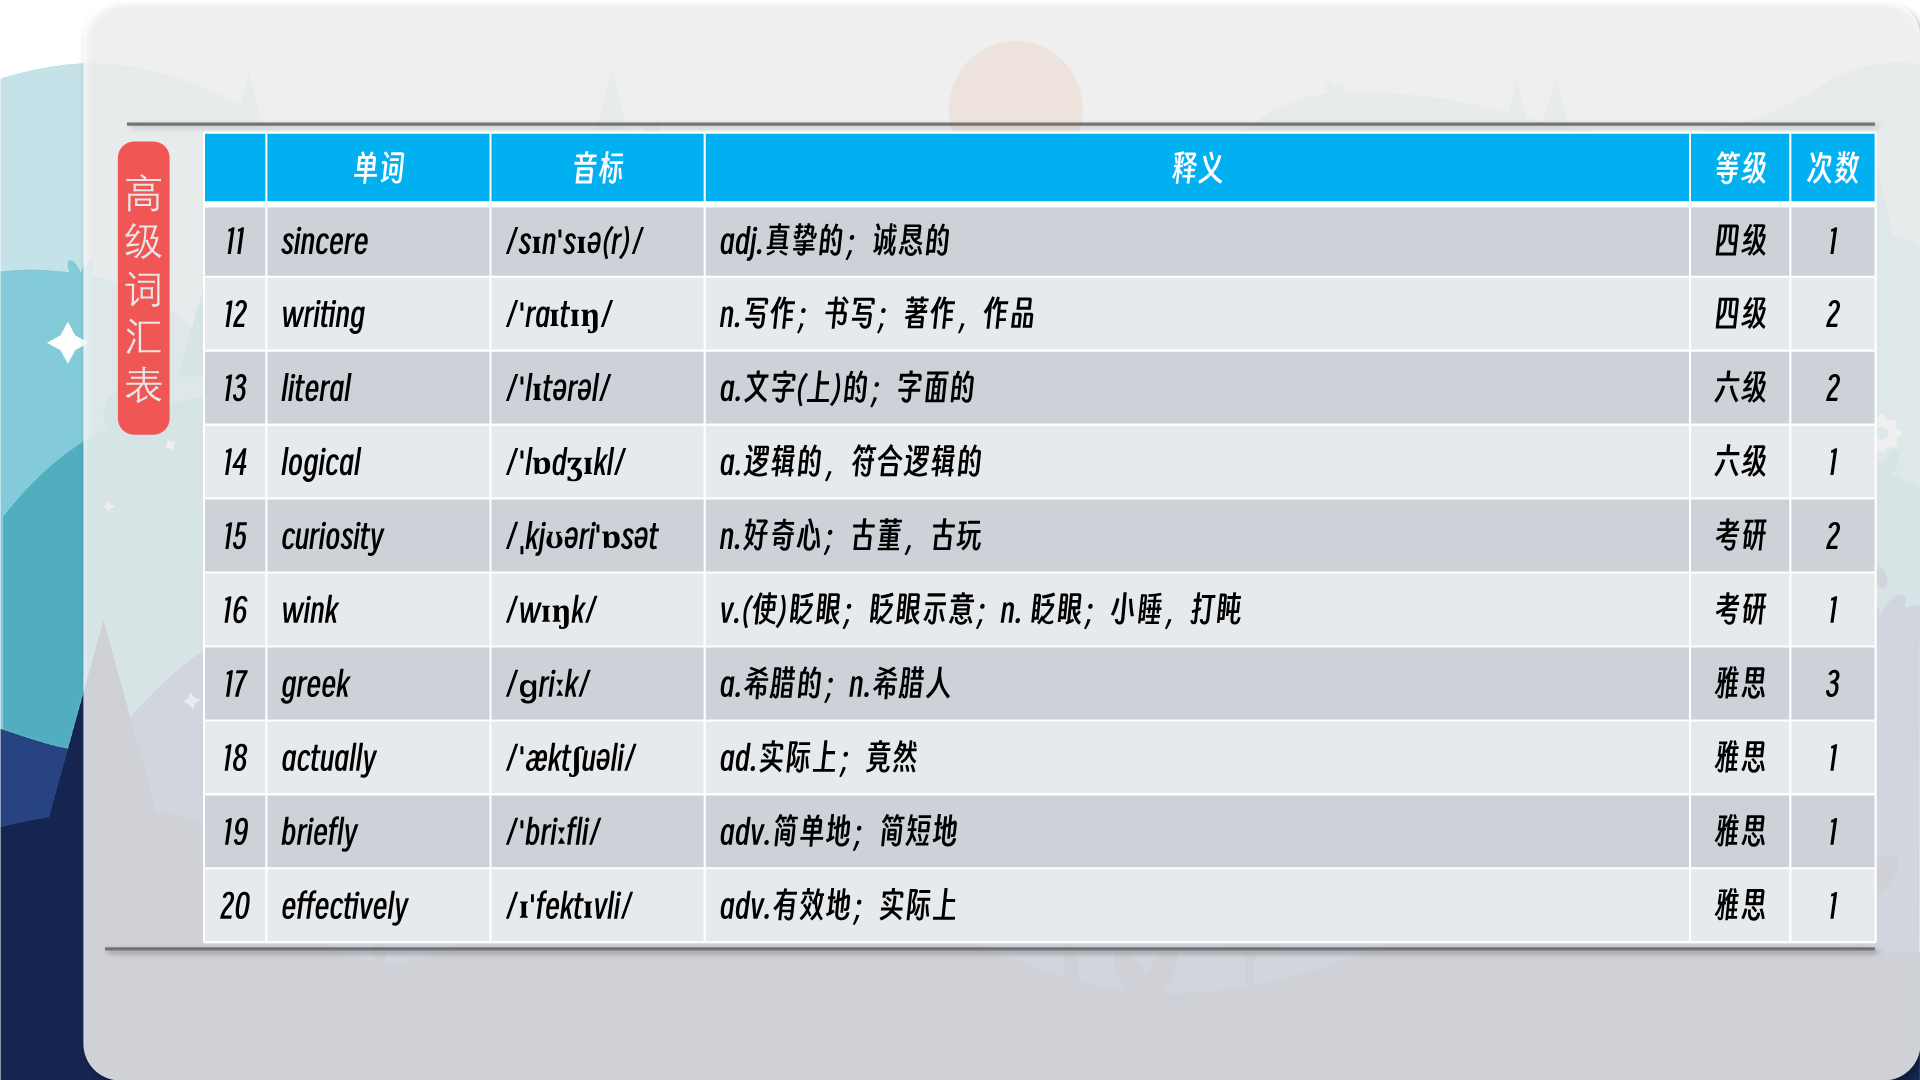 高级词汇表
单词 音标 释义 等级 次数
11 sincere /sɪn'sɪə(r)/ adj.真挚的；诚恳的 四级 1
12 writing /'raɪtɪŋ/ n.写作；书写；著作，作品 四级 2
13 literal /'lɪtərəl/ a.文字(上)的；字面的 六级 2
14 logical /'lɒdʒɪkl/ a.逻辑的，符合逻辑的 六级 1
15 curiosity /ˌkjʊəri'ɒsət n.好奇心；古董，古玩 考研 2
16 wink /wɪŋk/ v.(使)眨眼；眨眼示意；n. 眨眼；小睡，打盹 考研 1
17 greek /ɡriːk/ a.希腊的；n.希腊人 雅思 3
18 actually /'æktʃuəli/ ad.实际上；竟然 雅思 1
19 briefly /'briːfli/ adv.简单地；简短地 雅思 1
20 effectively /ɪ'fektɪvli/ adv.有效地；实际上 雅思 1